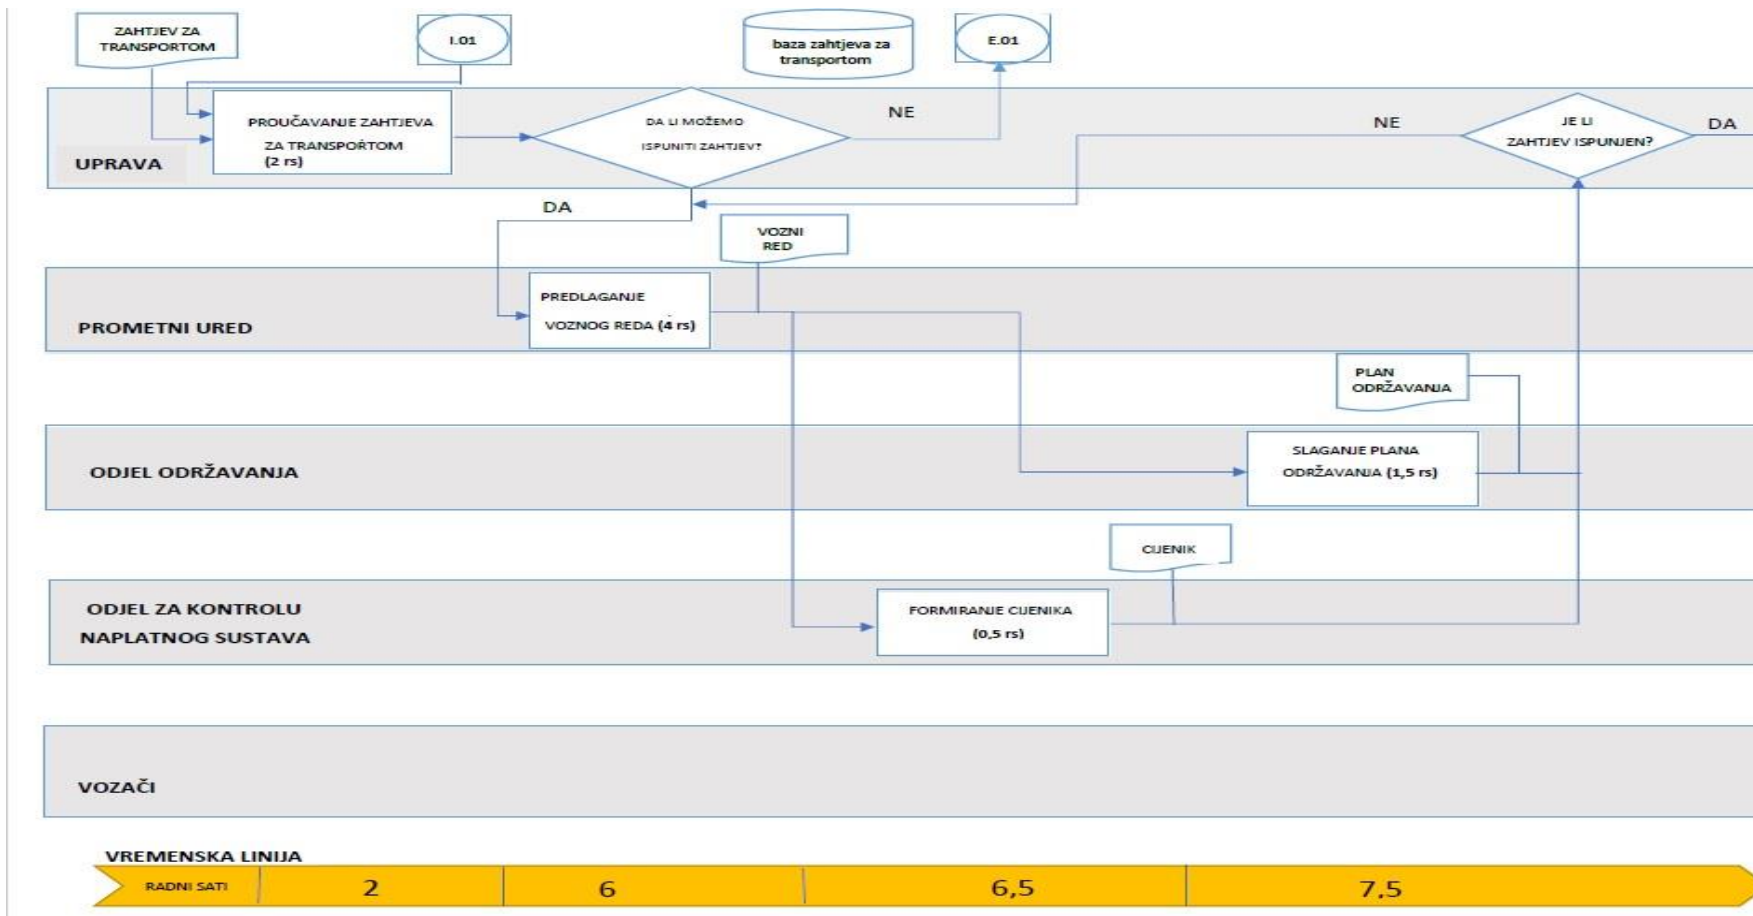 ZAHTJEV ZA
TRANSPORTOM
I.01
baza zahtjeva za
transportom
E.01
PROUČAVANJE ZAHTJEVA
ZA TRANSPORTOM
(2 rs)
DA LI MOŽEMO
ISPUNITI ZAHTJEV?
NE
NE
JE LI
ZAHTJEV ISPUNJEN?
DA
UPRAVA
DA
VOZNI
RED
PREDLAGANJE
VOZNOG REDA (4 rs)
PROMETNI URED
PLAN
ODRŽAVANJA
ODJEL ODRŽAVANJA
SLAGANJE PLANA
ODRŽAVANJA (1,5 rs)
CIJENIK
ODJEL ZA KONTROLU
NAPLATNOG SUSTAVA
FORMIRANJE CIJENIKA
(0,5 rs)
VOZAČI
VREMENSKA LINIJA
RADNI SATI
2
6
6,5
7,5